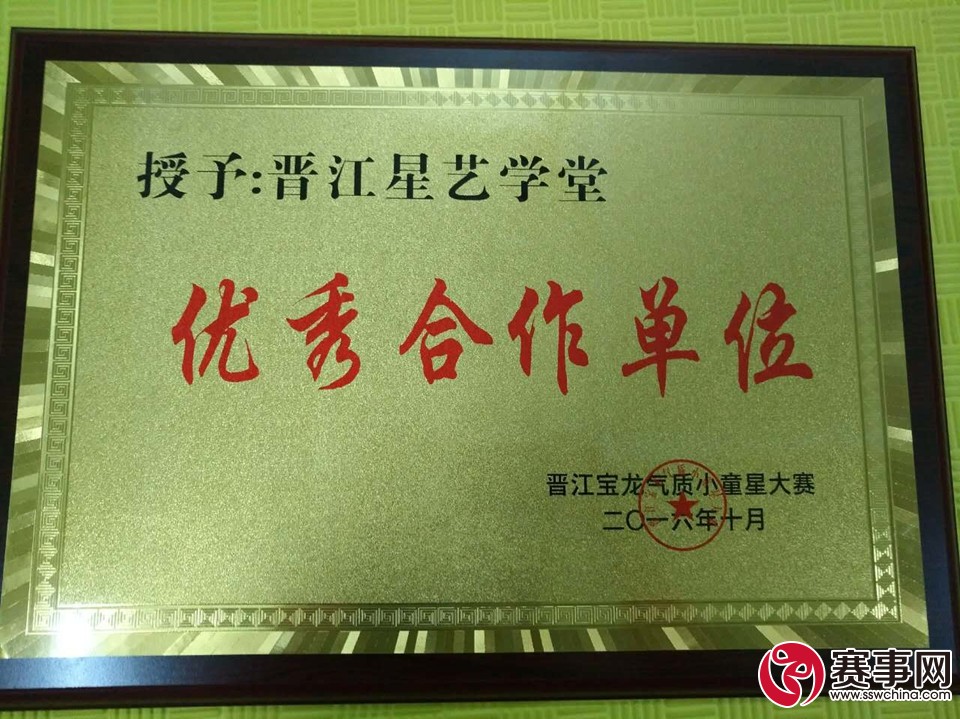 授予:晋江星艺学堂
优秀合作单位
晋江宝龙气质小童星大赛
二〇一六年十月
赛事网
www.sswchina.com